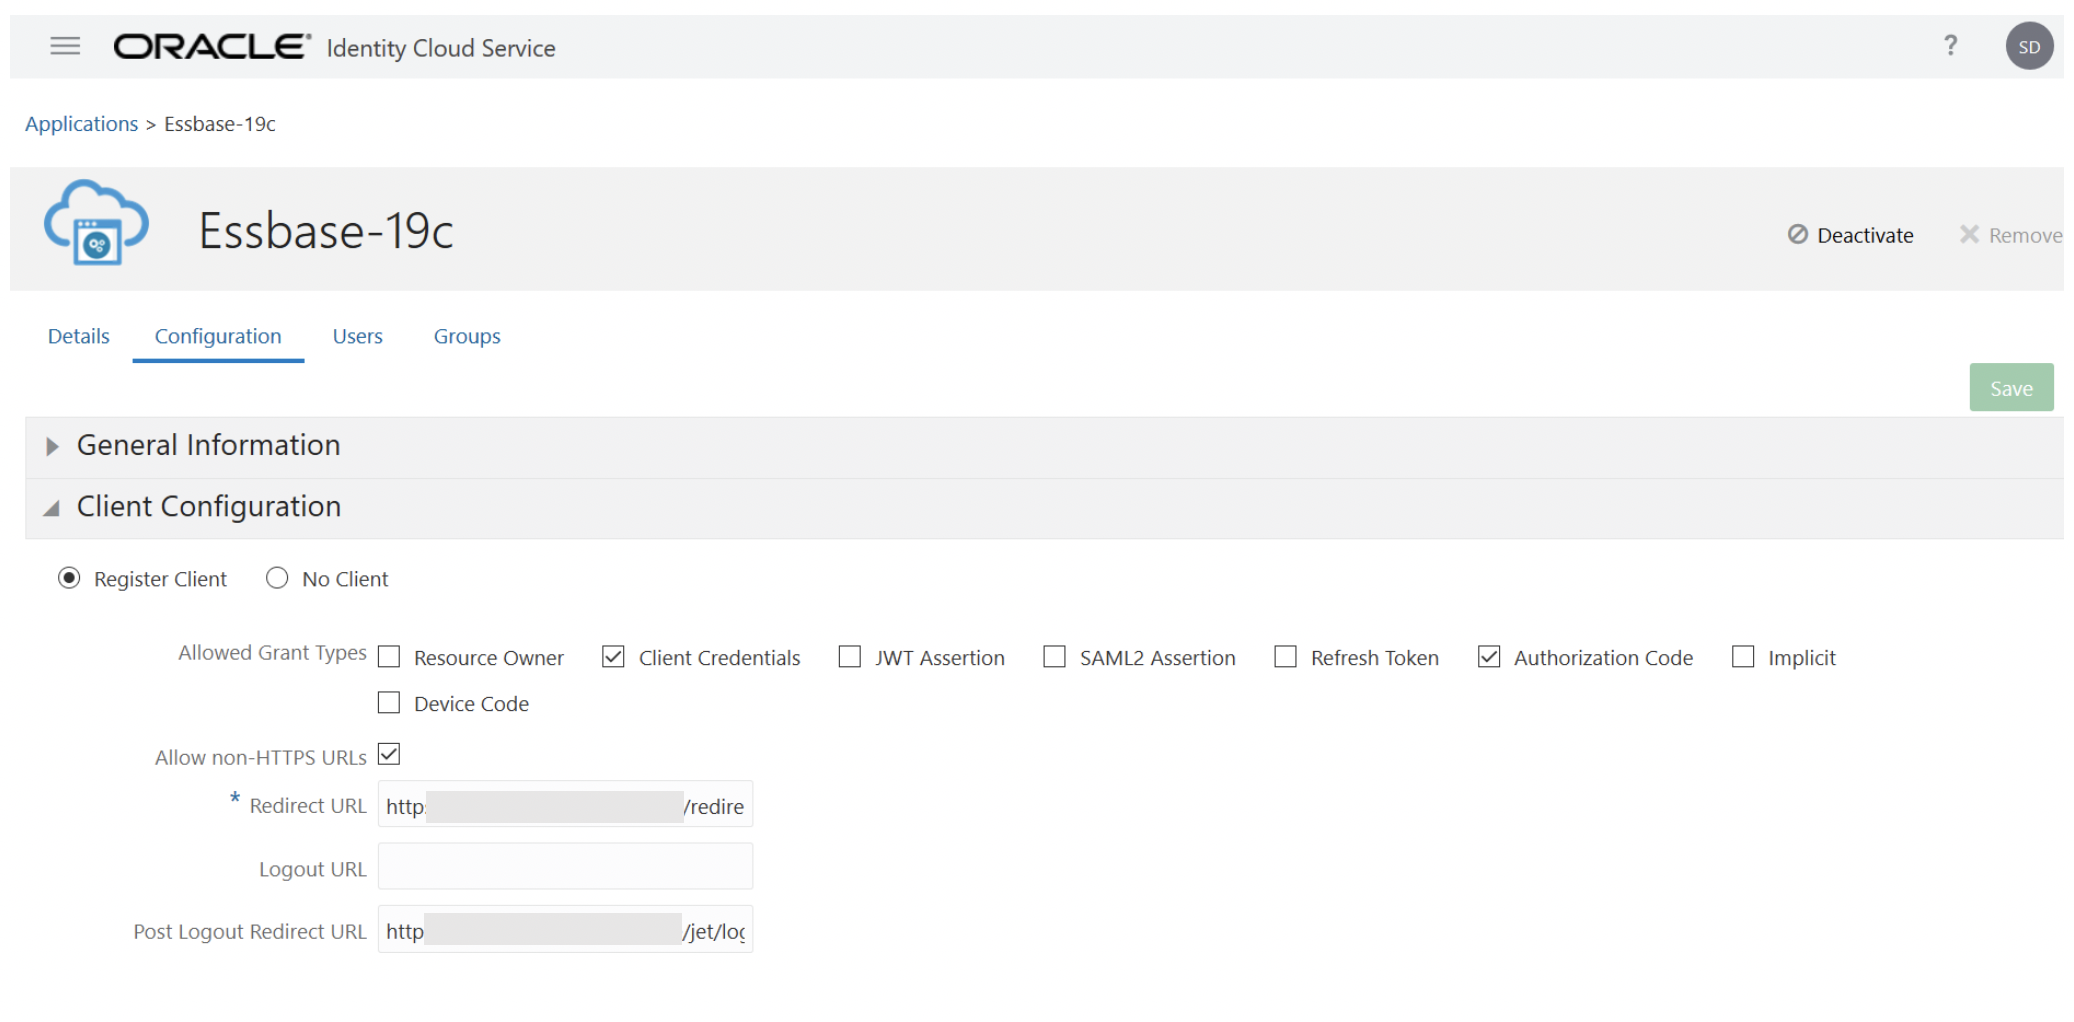 ORACLE® Identity Cloud Service ? SD
Applications > Essbase-19c
Essbase-19c Deactivate Remove
Details Configuration Users Groups
Save
General Information
Client Configuration
Register Client No Client
Allowed Grant Types Resource Owner Client Credentials JWT Assertion SAML2 Assertion Refresh Token Authorization Code Implicit
Device Code
Allow non-HTTPS URLs
* Redirect URL http: /redire
Logout URL
Post Logout Redirect URL http /jet/log